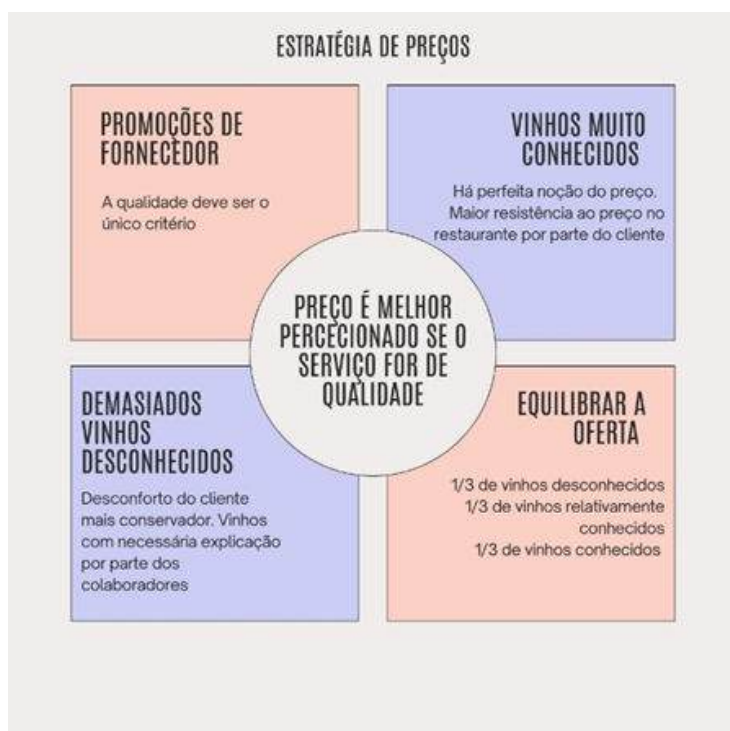 ESTRATÉGIA DE PREÇOS
PROMOÇÕES DE
FORNECEDOR
A qualidade deve ser o
único critério
VINHOS MUITO
CONHECIDOS
Há perfeita noção do preço.
Maior resistência ao preço no
restaurante por parte do cliente
PREÇO É MELHOR
PERCECIONADO SE O
SERVIÇO FOR DE
QUALIDADE
DEMASIADOS
VINHOS
DESCONHECIDOS
Desconforto do cliente
mais conservador. Vinhos
com necessária explicação
por parte dos
colaboradores
EQUILIBRAR A
OFERTA
1/3 de vinhos desconhecidos
1/3 de vinhos relativamente
conhecidos
1/3 de vinhos conhecidos